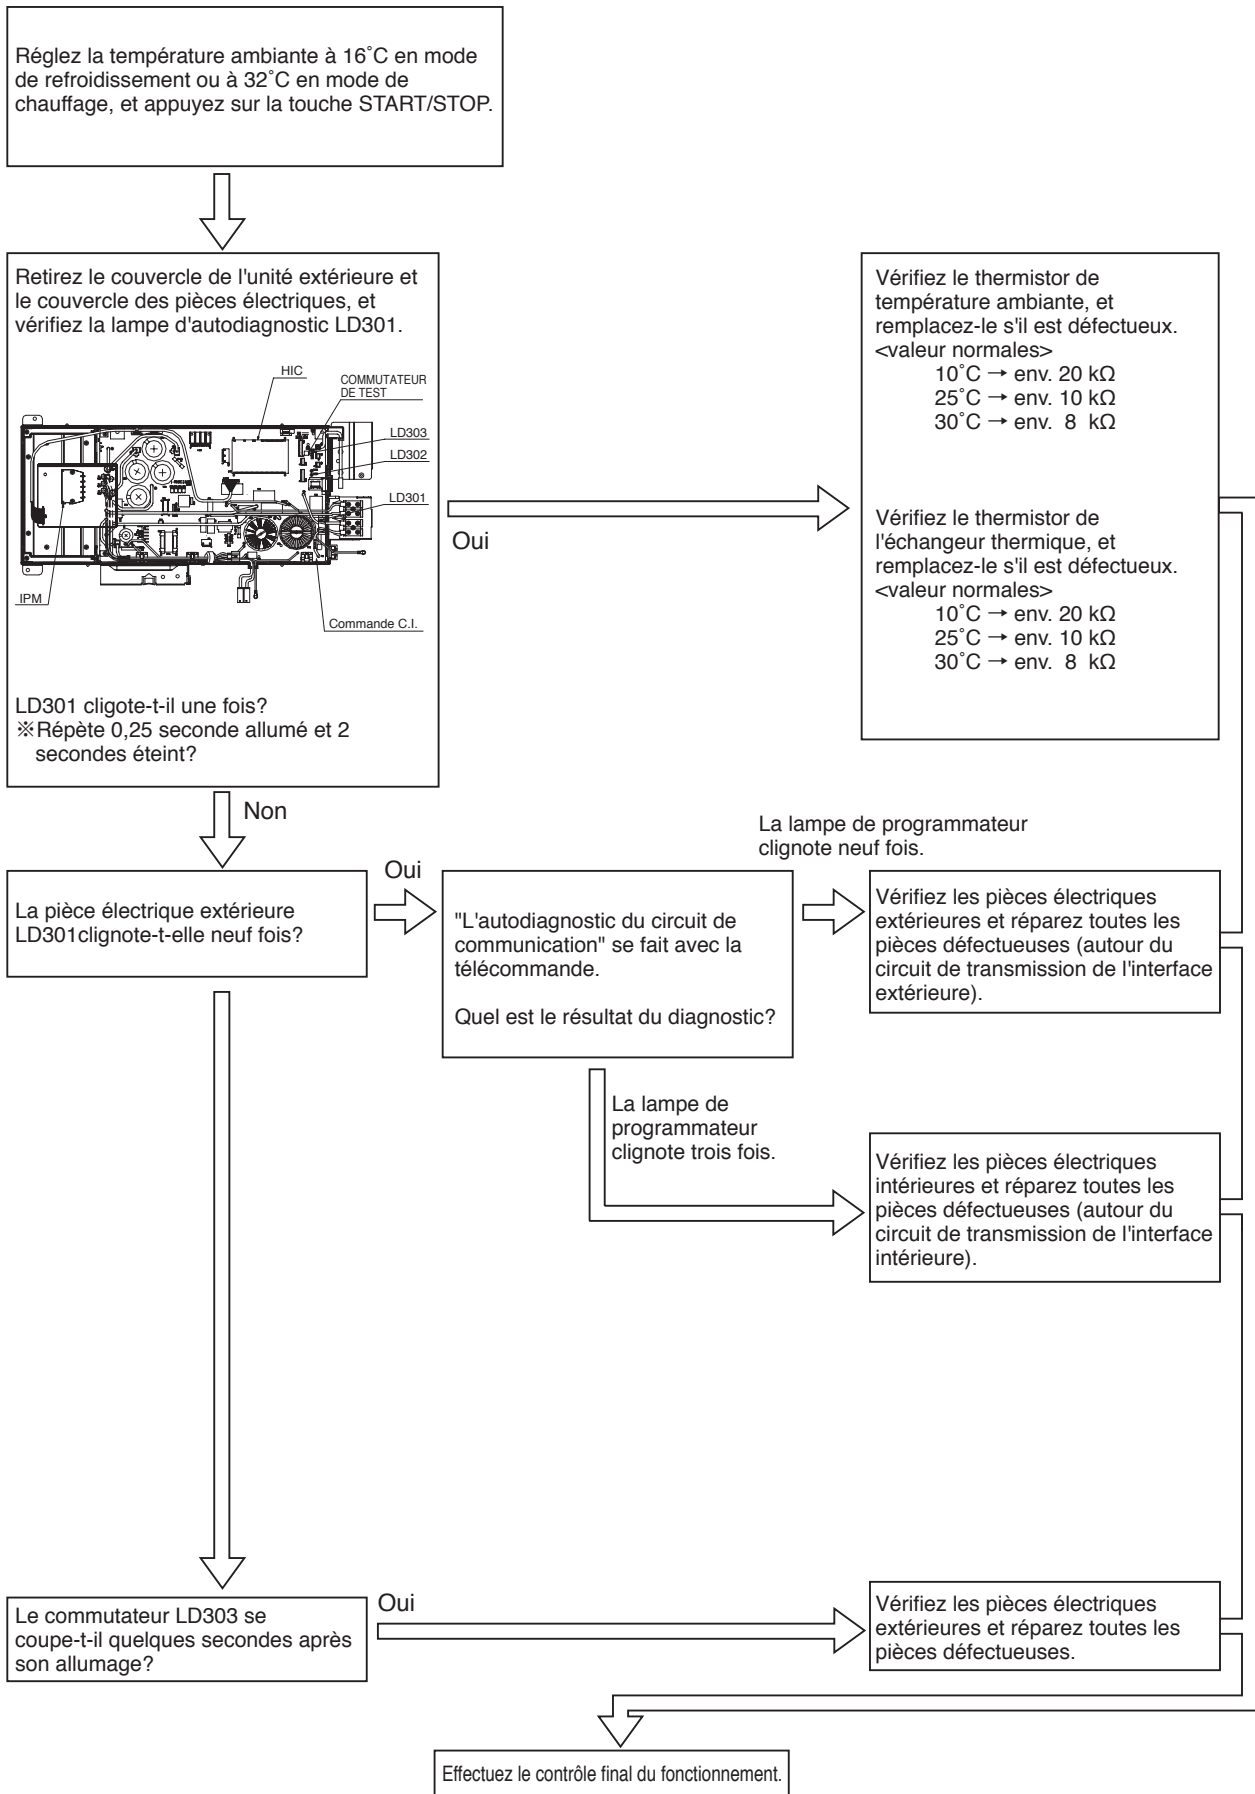 Réglez la température ambiante à 16˚C en mode
de refroidissement ou à 32˚C en mode de
chauffage, et appuyez sur la touche START/STOP.
Retirez le couvercle de l'unité extérieure et
le couvercle des pièces électriques, et
vérifiez la lampe d'autodiagnostic LD301.
HIC
COMMUTATEUR
DE TEST
LD303
LD302
LD301
IPM
Commande C.I.
LD301 cligote-t-il une fois?
※Répète 0,25 seconde allumé et 2
secondes éteint?
Oui
Vérifiez le thermistor de
température ambiante, et
remplacez-le s'il est défectueux.
<valeur normales>
10˚C → env. 20 kΩ
25˚C → env. 10 kΩ
30˚C → env. 8 kΩ
Vérifiez le thermistor de
l'échangeur thermique, et
remplacez-le s'il est défectueux.
<valeur normales>
10˚C → env. 20 kΩ
25˚C → env. 10 kΩ
30˚C → env. 8 kΩ
Non
La pièce électrique extérieure
LD301clignote-t-elle neuf fois?
Oui
"L'autodiagnostic du circuit de
communication" se fait avec la
télécommande.
Quel est le résultat du diagnostic?
La lampe de programmateur
clignote neuf fois.
Vérifiez les pièces électriques
extérieures et réparez toutes les
pièces défectueuses (autour du
circuit de transmission de l'interface
extérieure).
La lampe de
programmateur
clignote trois fois.
Vérifiez les pièces électriques
intérieures et réparez toutes les
pièces défectueuses (autour du
circuit de transmission de l'interface
intérieure).
Le commutateur LD303 se
coupe-t-il quelques secondes après
son allumage?
Oui
Vérifiez les pièces électriques
extérieures et réparez toutes les
pièces défectueuses.
Effectuez le contrôle final du fonctionnement.